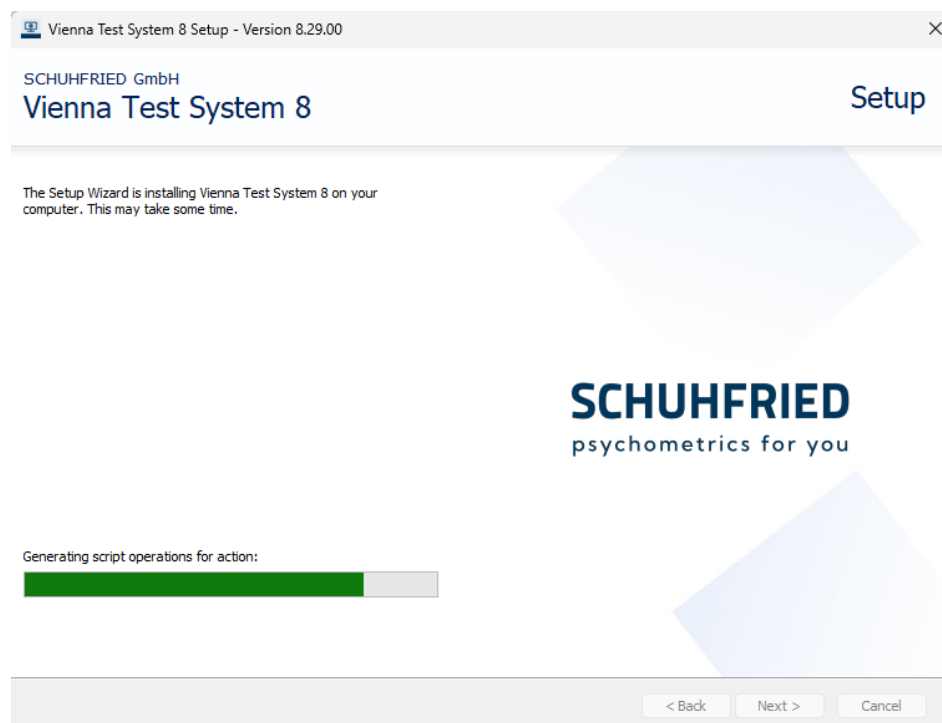 Vienna Test System 8 Setup - Version 8.29.00
SCHUHFRIED GmbH
Vienna Test System 8
Setup
The Setup Wizard is installing Vienna Test System 8 on your
computer. This may take some time.
SCHUHFRIED
psychometrics for you
Generating script operations for action:
< Back
Next >
Cancel